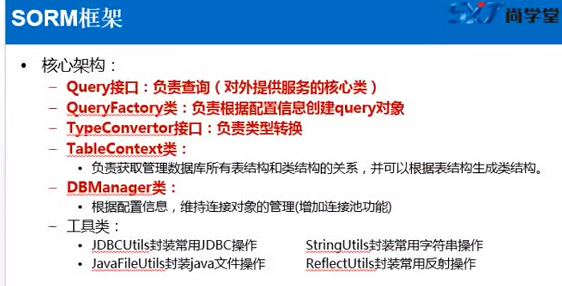 SORM框架
SXT 尚学堂
• 核心架构：
– Query接口：负责查询（对外提供服务的核心类）
– QueryFactory类：负责根据配置信息创建query对象
– TypeConvertor接口：负责类型转换
– TableContext类：
• 负责获取管理数据库所有表结构和类结构的关系，并可以根据表结构生成类结构。
– DBManager类：
• 根据配置信息，维持连接对象的管理(增加连接池功能)
– 工具类：
• JDBCUtils封装常用JDBC操作 StringUtils封装常用字符串操作
• JavaFileUtils封装java文件操作 ReflectUtils封装常用反射操作